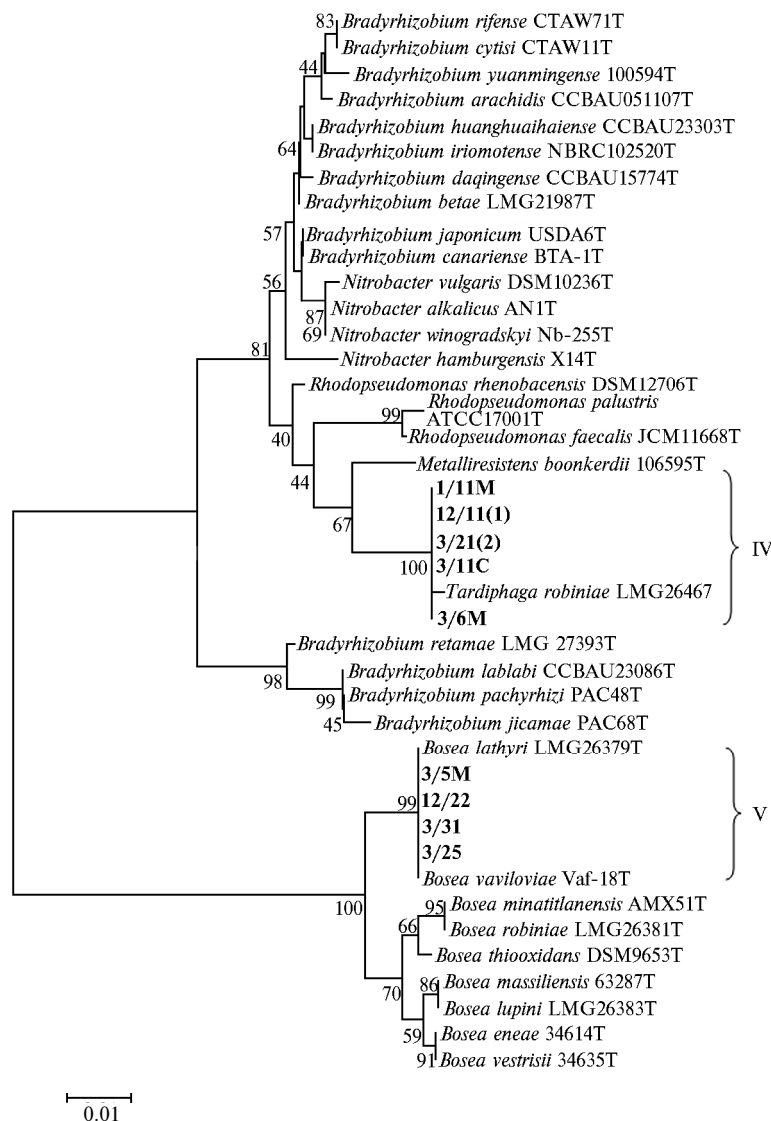 83
Bradyrhizobium rifense CTAW71T
Bradyrhizobium cytisi CTAW11T
44
Bradyrhizobium yuanmingense 100594T
Bradyrhizobium arachidis CCBAU051107T
Bradyrhizobium huanghuaihaiense CCBAU23303T
64
Bradyrhizobium iriomotense NBRC102520T
Bradyrhizobium daqingense CCBAU15774T
Bradyrhizobium betae LMG21987T
57
Bradyrhizobium japonicum USDA6T
Bradyrhizobium canariense BTA-1T
56
Nitrobacter vulgaris DSM10236T
Nitrobacter alkalicus AN1T
87
69
Nitrobacter winogradskyi Nb-255T
81
Nitrobacter hamburgensis X14T
Rhodopseudomonas rhenobacensis DSM12706T
Rhodopseudomonas palustris
99
ATCC17001T
40
Rhodopseudomonas faecalis JCM11668T
44
Metalliresistens boonkerdii 106595T
1/11M
12/11(1)
67
3/21(2)
IV
100
3/11C
Tardiphaga robiniae LMG26467
3/6M
Bradyrhizobium retamae LMG 27393T
98
Bradyrhizobium lablabi CCBAU23086T
99
Bradyrhizobium pachyrhizi PAC48T
45
Bradyrhizobium jicamae PAC68T
Bosea lathyri LMG26379T
3/5M
99
12/22
V
3/31
3/25
Bosea vaviloviae Vaf-18T
100
95
Bosea minatitlanensis AMX51T
66
Bosea robiniae LMG26381T
Bosea thiooxidans DSM9653T
70
86
Bosea massiliensis 63287T
Bosea lupini LMG26383T
59
Bosea eneae 34614T
91
Bosea vestrisii 34635T
0.01